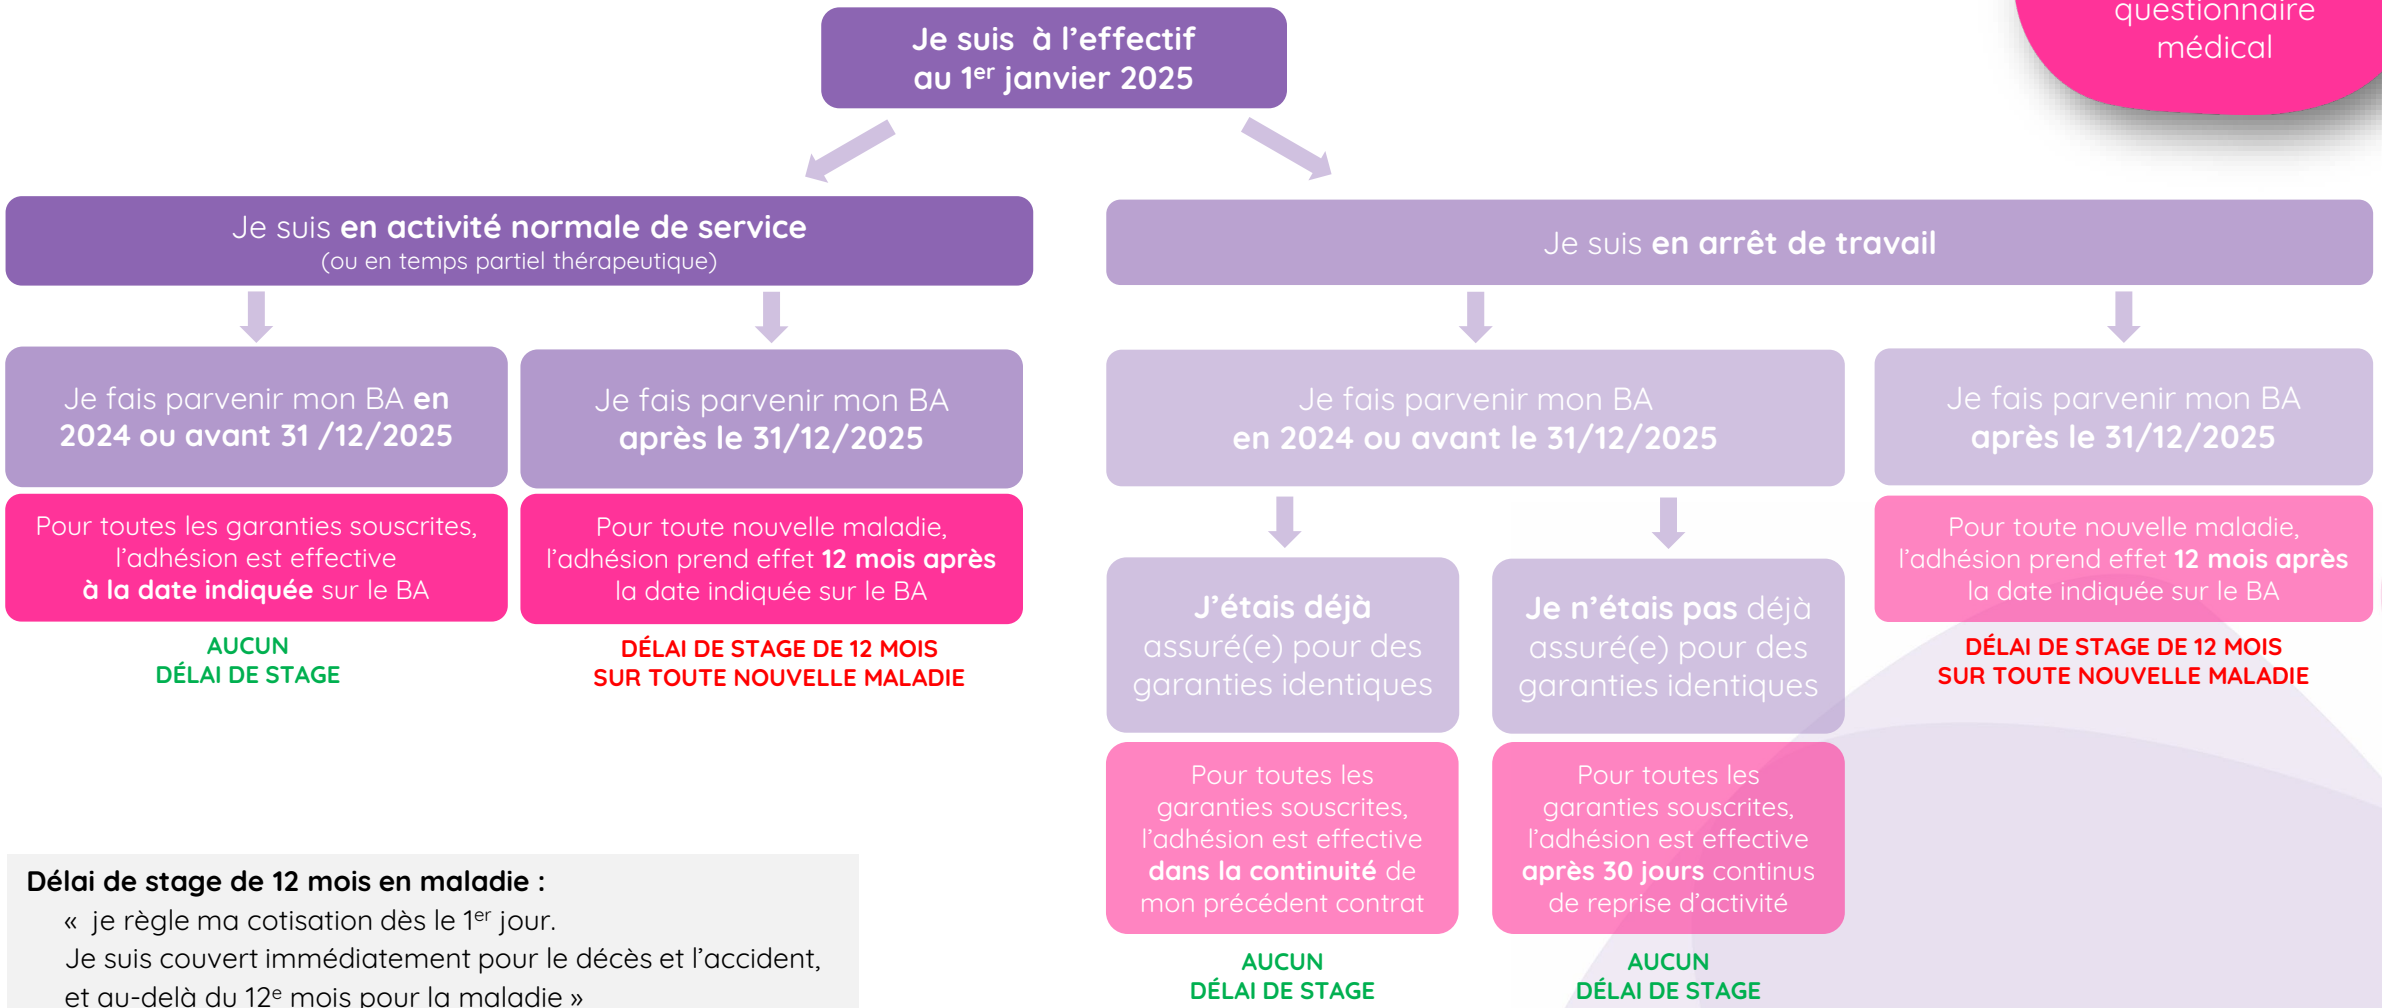 questionnaire
médical
Je suis à l'effectif
au 1er janvier 2025
Je suis en activité normale de service
(ou en temps partiel thérapeutique)
Je suis en arrêt de travail
Je fais parvenir mon BA en
2024 ou avant 31 /12/2025
Je fais parvenir mon BA
après le 31/12/2025
Je fais parvenir mon BA
en 2024 ou avant le 31/12/2025
Je fais parvenir mon BA
après le 31/12/2025
Pour toutes les garanties souscrites,
l'adhésion est effective
à la date indiquée sur le BA
AUCUN
DÉLAI DE STAGE
Pour toute nouvelle maladie,
l'adhésion prend effet 12 mois après
la date indiquée sur le BA
DÉLAI DE STAGE DE 12 MOIS
SUR TOUTE NOUVELLE MALADIE
J'étais déjà
assuré(e) pour des
garanties identiques
Je n'étais pas déjà
assuré(e) pour des
garanties identiques
Pour toute nouvelle maladie,
l'adhésion prend effet 12 mois après
la date indiquée sur le BA
DÉLAI DE STAGE DE 12 MOIS
SUR TOUTE NOUVELLE MALADIE
Pour toutes les
garanties souscrites,
l'adhésion est effective
dans la continuité de
mon précédent contrat
AUCUN
DÉLAI DE STAGE
Pour toutes les
garanties souscrites,
l'adhésion est effective
après 30 jours continus
de reprise d'activité
AUCUN
DÉLAI DE STAGE
Délai de stage de 12 mois en maladie :
« je règle ma cotisation dès le 1er jour.
Je suis couvert immédiatement pour le décès et l'accident,
et au-delà du 12e mois pour la maladie »